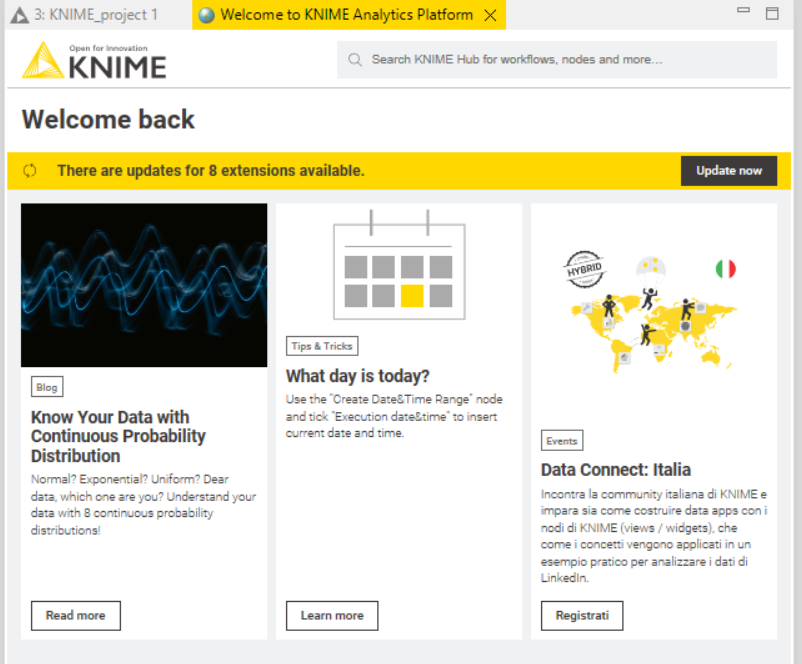 3: KNIME_project 1
Welcome to KNIME Analytics Platform
Open for Innovation
KNIME
Search KNIME Hub for workflows, nodes and more...
Welcome back
There are updates for 8 extensions available.
Update now
Blog
Know Your Data with
Continuous Probability
Distribution
Normal? Exponential? Uniform? Dear
data, which one are you? Understand your
data with 8 continuous probability
distributions!
Read more
Tips & Tricks
What day is today?
Use the "Create Date&Time Range" node
and tick "Execution date&time" to insert
current date and time.
Learn more
HYBRID
Events
Data Connect: Italia
Incontra la community italiana di KNIME e
impara sia come costruire data apps con i
nodi di KNIME (views / widgets), che
come i concetti vengono applicati in un
esempio pratico per analizzare i dati di
LinkedIn.
Registrati